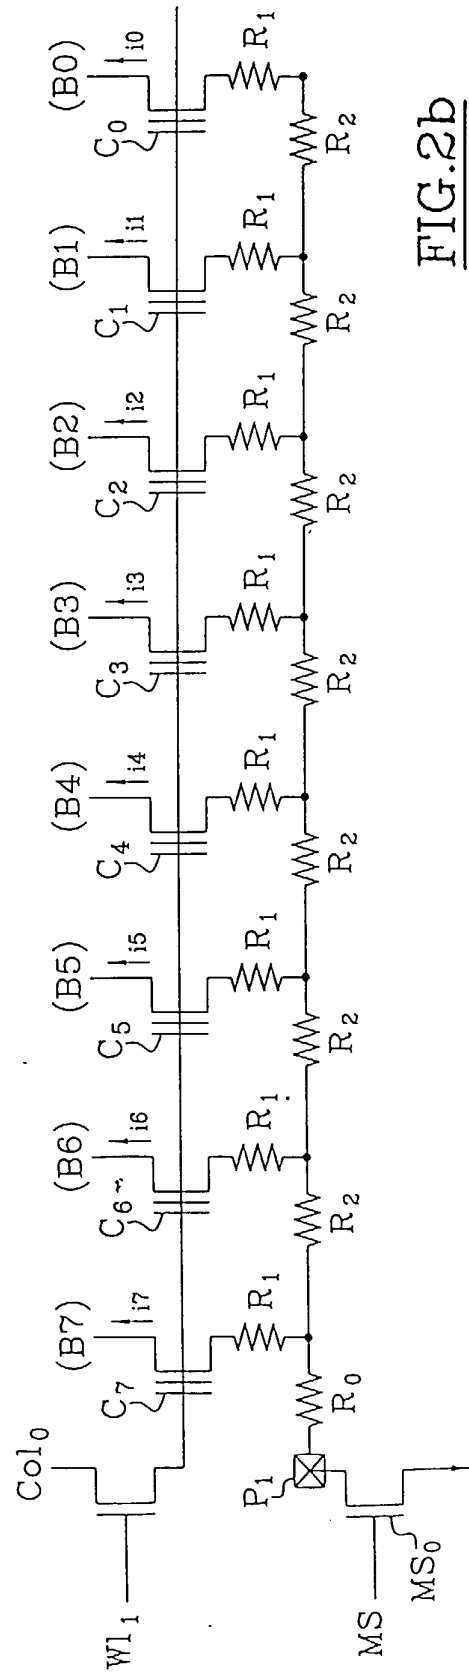 Wl1
Col0
(B7) (B6) (B5) (B4) (B3) (B2) (B1) (B0)
i7 i6 i5 i4 i3 i2 i1 i0
C7 C6 C5 C4 C3 C2 C1 C0
R1 R1 R1 R1 R1 R1 R1 R1
P1
R0 R2 R2 R2 R2 R2 R2 R2
MS
MS0
FIG.2b